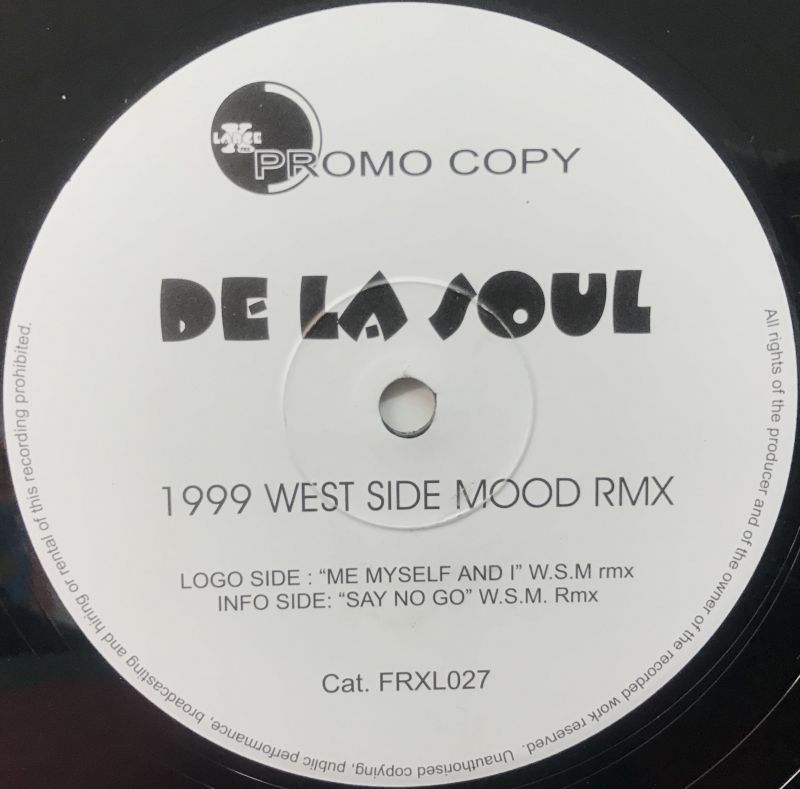 X
LARGE
PROMO COPY
DE LA SOUL
1999 WEST SIDE MOOD RMX
LOGO SIDE : “ME MYSELF AND I” W.S.M rmx
INFO SIDE: “SAY NO GO” W.S.M. Rmx
Cat. FRXL027
All rights of the producer and of the owner of the recorded work reserved. Unauthorised copying, public performance, broadcasting and hiring or rental of this recording prohibited.